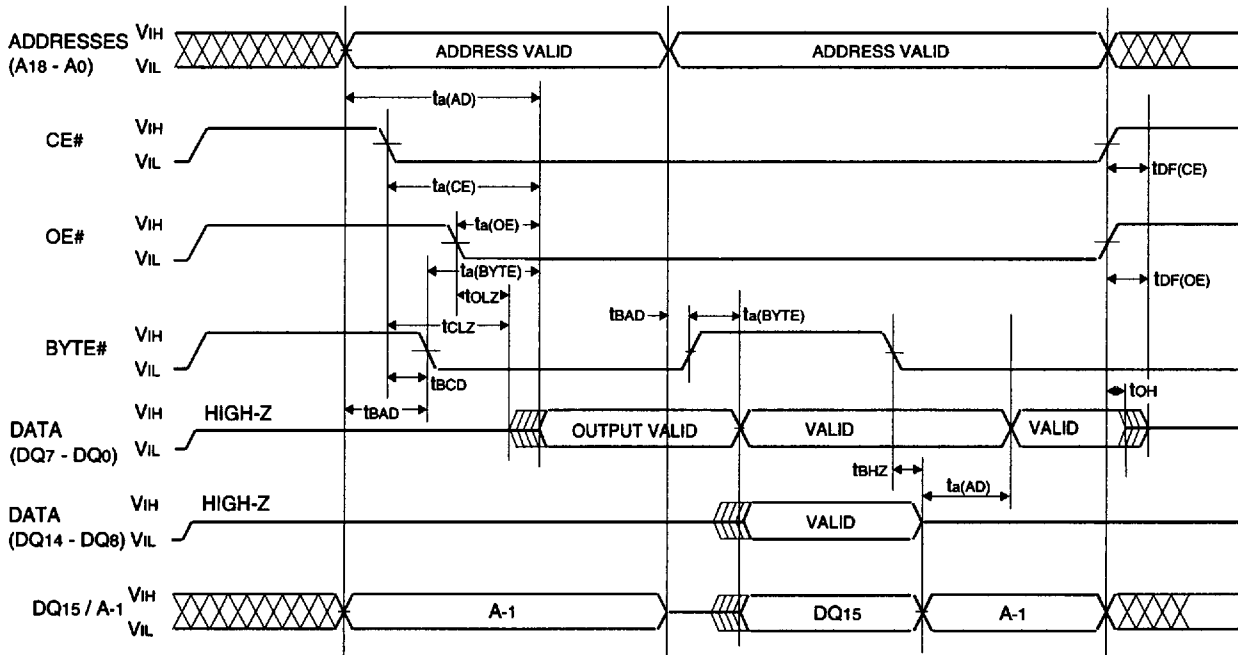 ADDRESSES
(A18 - A0)
VIH
VIL
ADDRESS VALID
ADDRESS VALID
ta(AD)
CE#
VIH
VIL
ta(CE)
tDF(CE)
OE#
VIH
VIL
ta(OE)
ta(BYTE)
tDF(OE)
tOLZ
tCLZ
tBAD
ta(BYTE)
BYTE#
VIH
VIL
tBCD
tBAD
tOH
DATA
(DQ7 - DQ0)
VIH
VIL
HIGH-Z
OUTPUT VALID
VALID
VALID
tBHZ
ta(AD)
DATA
(DQ14 - DQ8)
VIH
VIL
HIGH-Z
VALID
DQ15 / A-1
VIH
VIL
A-1
DQ15
A-1